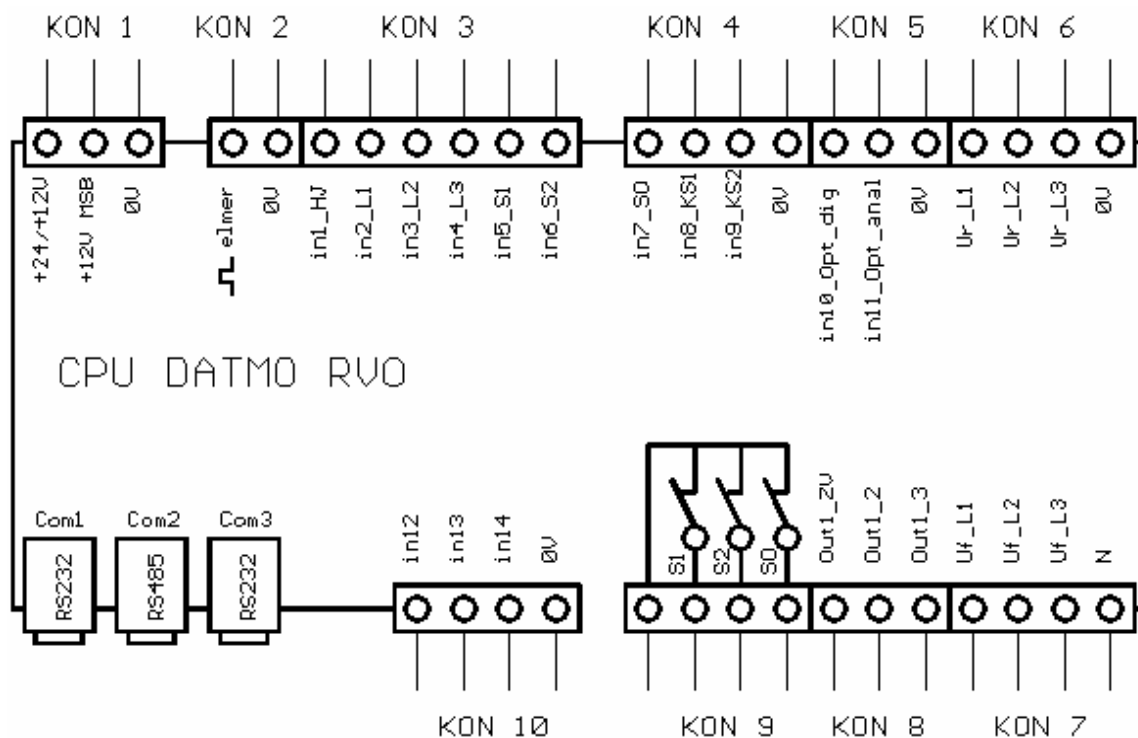 KON 1 KON 2 KON 3 KON 4 KON 5 KON 6
+24/+12V
+12V MSB
0V
elmer
0V
in1_HJ
in2_L1
in3_L2
in4_L3
in5_S1
in6_S2
in7_S0
in8_KS1
in9_KS2
0V
in10_Opt_dig
in11_Opt_anal
0V
Ur_L1
Ur_L2
Ur_L3
0V
CPU DATMO RVO
Com1 Com2 Com3
RS232
RS485
RS232
in12
in13
in14
0V
S1
S2
S0
Out1_ZV
Out1_2
Out1_3
Uf_L1
Uf_L2
Uf_L3
N
KON 10 KON 9 KON 8 KON 7